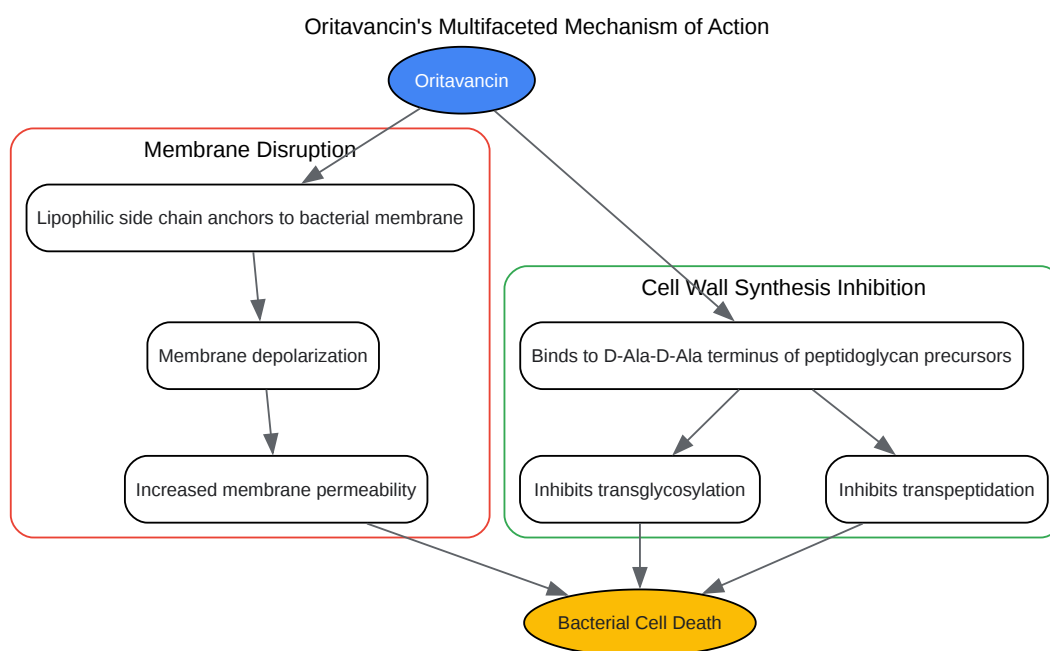 Oritavancin's Multifaceted Mechanism of Action
Oritavancin
Membrane Disruption
Lipophilic side chain anchors to bacterial membrane
Membrane depolarization
Increased membrane permeability
Cell Wall Synthesis Inhibition
Binds to D-Ala-D-Ala terminus of peptidoglycan precursors
Inhibits transglycosylation
Inhibits transpeptidation
Bacterial Cell Death